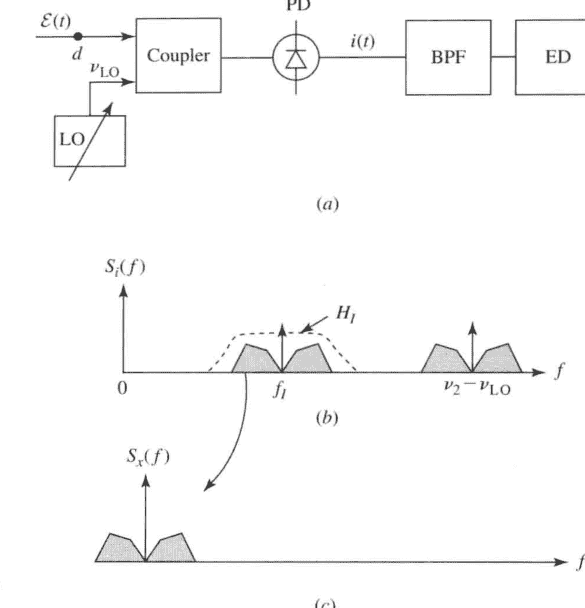 PD
ℰ(t)
d
ν_LO
Coupler
i(t)
BPF
ED
LO
(a)
S_i(f)
H_I
0
f_I
ν_2−ν_LO
f
(b)
S_x(f)
f
(c)